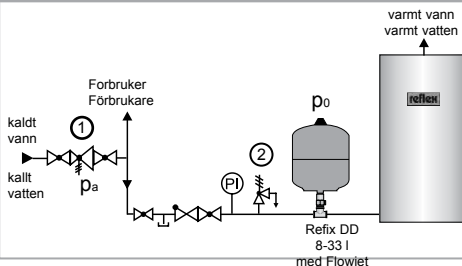 varmt vann
varmt vatten
reflex
Forbruker
Förbrukare
kaldt
vann
1
kallt
vatten
pa
PI
2
p0
Refix DD
8-33 l
med Flowjet